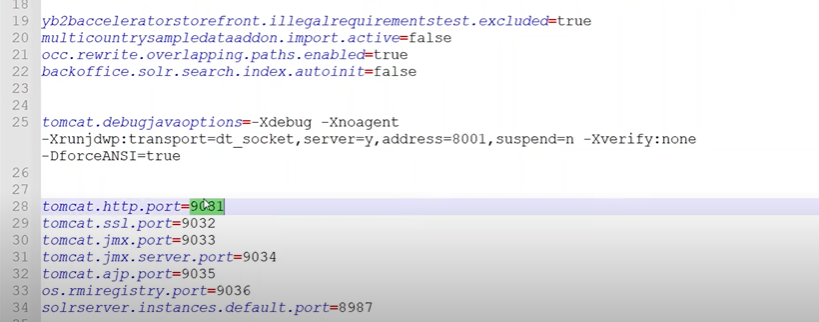 18
19 yb2bacceleratorstorefront.illegalrequirementstest.excluded=true
20 multicountrysampledataaddon.import.active=false
21 occ.rewrite.overlapping.paths.enabled=true
22 backoffice.solr.search.index.autoinit=false
23
24
25 tomcat.debugjavaoptions=-Xdebug -Xnoagent
-Xrunjdwp:transport=dt_socket,server=y,address=8001,suspend=n -Xverify:none
-DforceANSI=true
26
27
28 tomcat.http.port=9031
29 tomcat.ssl.port=9032
30 tomcat.jmx.port=9033
31 tomcat.jmx.server.port=9034
32 tomcat.ajp.port=9035
33 os.rmiregistry.port=9036
34 solrserver.instances.default.port=8987